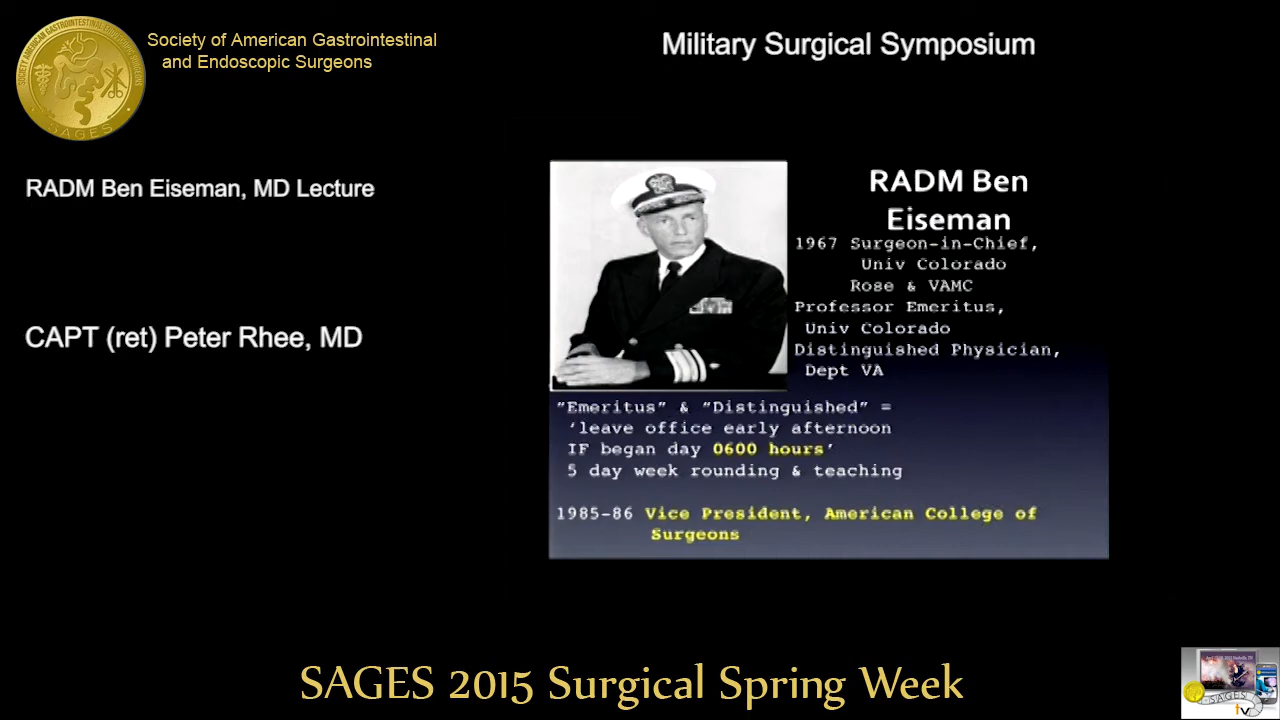 Society of American Gastrointestinal
and Endoscopic Surgeons
Military Surgical Symposium
SAGES
RADM Ben Eiseman, MD Lecture
CAPT (ret) Peter Rhee, MD
RADM Ben
Eiseman
1967 Surgeon-in-Chief,
Univ Colorado
Rose & VAMC
Professor Emeritus,
Univ Colorado
Distinguished Physician,
Dept VA
"Emeritus" & "Distinguished" =
'leave office early afternoon
IF began day 0600 hours'
5 day week rounding & teaching
1985-86 Vice President, American College of
Surgeons
SAGES 2015 Surgical Spring Week
SAGES
tv